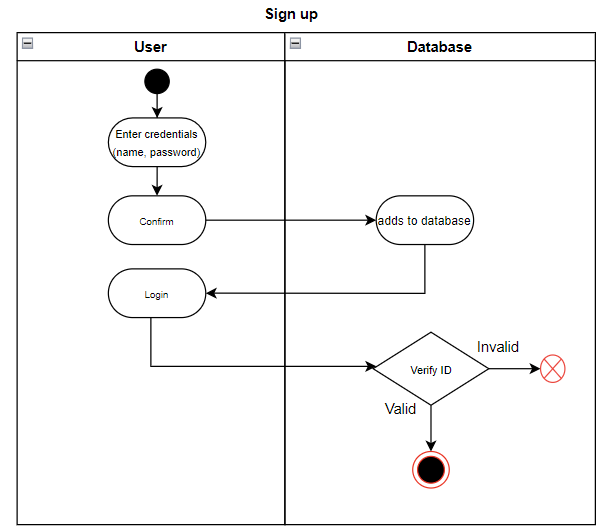 Sign up
User
Database
Enter credentials
(name, password)
Confirm
adds to database
Login
Verify ID
Invalid
Valid